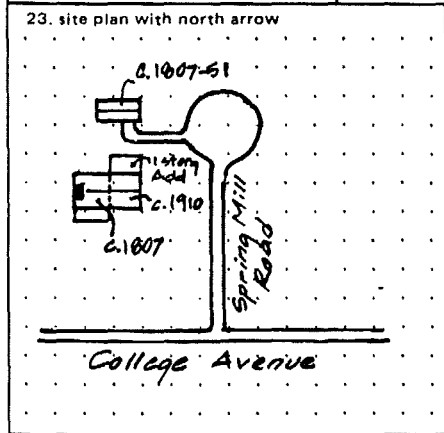 23. site plan with north arrow
c.1807-51
1 story
Add
c.1910
c.1807
Spring Mill
Road
College Avenue